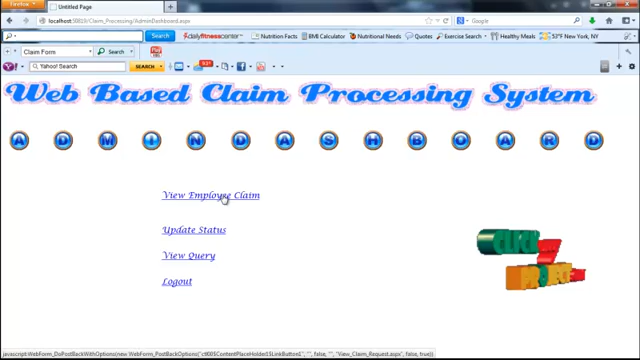 Firefox
Untitled Page
localhost:50819/Claim_Processing/AdminDashboard.aspx
Google
Search
dailyfitnesscenter
Nutrition Facts
BMI Calculator
Nutritional Needs
Quotes
Exercise Search
Healthy Meals
53°F New York, NY
Claim Form
Search
Play
Y!
Yahoo! Search
SEARCH
Web Based Claim Processing System
A D M I N D A S H B O A R D
View Employee Claim
Update Status
View Query
Logout
CLICK
javascript:WebForm_DoPostBackWithOptions(new WebForm_PostBackOptions("ctl00$ContentPlaceHolder1$LinkButton1", "", false, "", "View_Claim_Request.aspx", false, true))